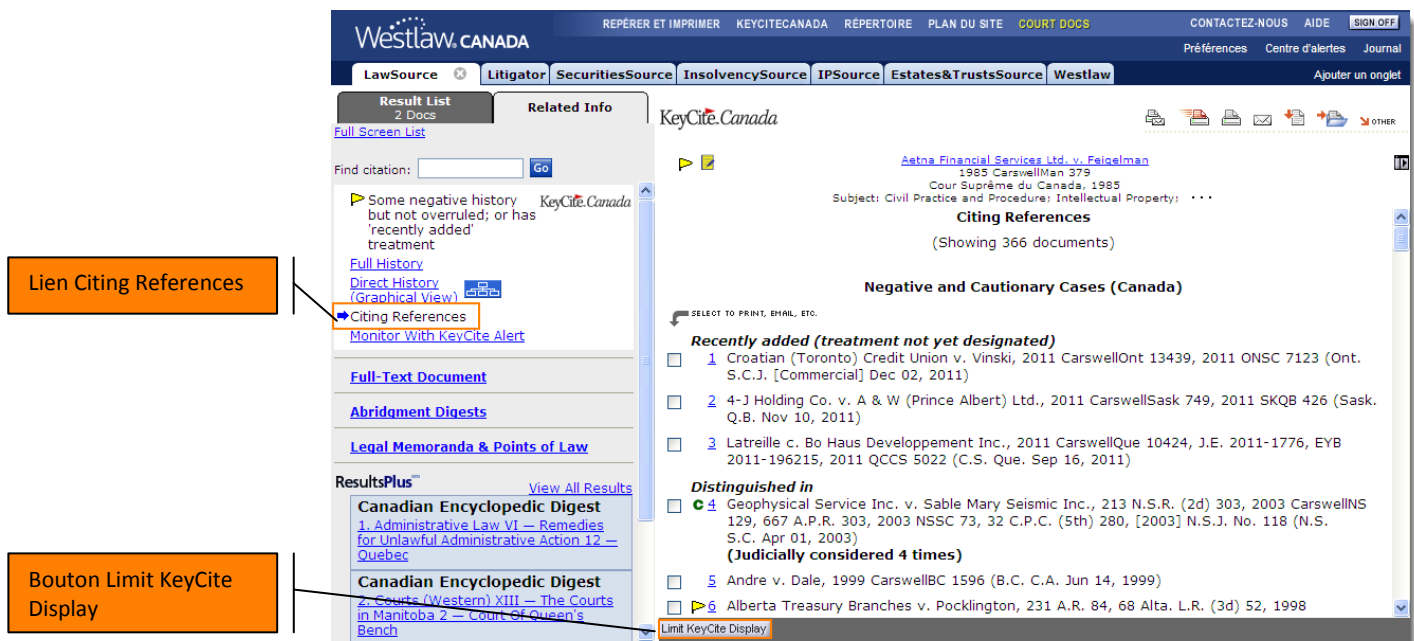 Westlaw. CANADA
REPÉRER ET IMPRIMER KEYCITECANADA RÉPERTOIRE PLAN DU SITE COURT DOCS
CONTACTEZ-NOUS AIDE SIGN OFF
Préférences Centre d'alertes Journal
LawSource Litigator SecuritiesSource InsolvencySource IPSource Estates&TrustsSource Westlaw
Ajouter un onglet
Result List
2 Docs
Related Info
Full Screen List
Find citation: Go
Some negative history
but not overruled; or has
'recently added'
treatment
KeyCite.Canada
Full History
Direct History
(Graphical View)
Citing References
Monitor With KeyCite Alert
Full-Text Document
Abridgment Digests
Legal Memoranda & Points of Law
ResultsPlus™
View All Results
Canadian Encyclopedic Digest
1. Administrative Law VI — Remedies
for Unlawful Administrative Action 12 —
Quebec
Canadian Encyclopedic Digest
2. Courts (Western) XIII — The Courts
in Manitoba 2 — Court Of Queen's
Bench
Lien Citing References
Bouton Limit KeyCite
Display
KeyCite.Canada
OTHER
Aetna Financial Services Ltd. v. Feigelman
1985 CarswellMan 379
Cour Suprême du Canada, 1985
Subject: Civil Practice and Procedure; Intellectual Property; • • •
Citing References
(Showing 366 documents)
Negative and Cautionary Cases (Canada)
SELECT TO PRINT, EMAIL, ETC.
Recently added (treatment not yet designated)
1 Croatian (Toronto) Credit Union v. Vinski, 2011 CarswellOnt 13439, 2011 ONSC 7123 (Ont.
S.C.J. [Commercial] Dec 02, 2011)
2 4-J Holding Co. v. A & W (Prince Albert) Ltd., 2011 CarswellSask 749, 2011 SKQB 426 (Sask.
Q.B. Nov 10, 2011)
3 Latreille c. Bo Haus Developpement Inc., 2011 CarswellQue 10424, J.E. 2011-1776, EYB
2011-196215, 2011 QCCS 5022 (C.S. Que. Sep 16, 2011)
Distinguished in
C 4 Geophysical Service Inc. v. Sable Mary Seismic Inc., 213 N.S.R. (2d) 303, 2003 CarswellNS
129, 667 A.P.R. 303, 2003 NSSC 73, 32 C.P.C. (5th) 280, [2003] N.S.J. No. 118 (N.S.
S.C. Apr 01, 2003)
(Judicially considered 4 times)
5 Andre v. Dale, 1999 CarswellBC 1596 (B.C. C.A. Jun 14, 1999)
6 Alberta Treasury Branches v. Pocklington, 231 A.R. 84, 68 Alta. L.R. (3d) 52, 1998
Limit KeyCite Display